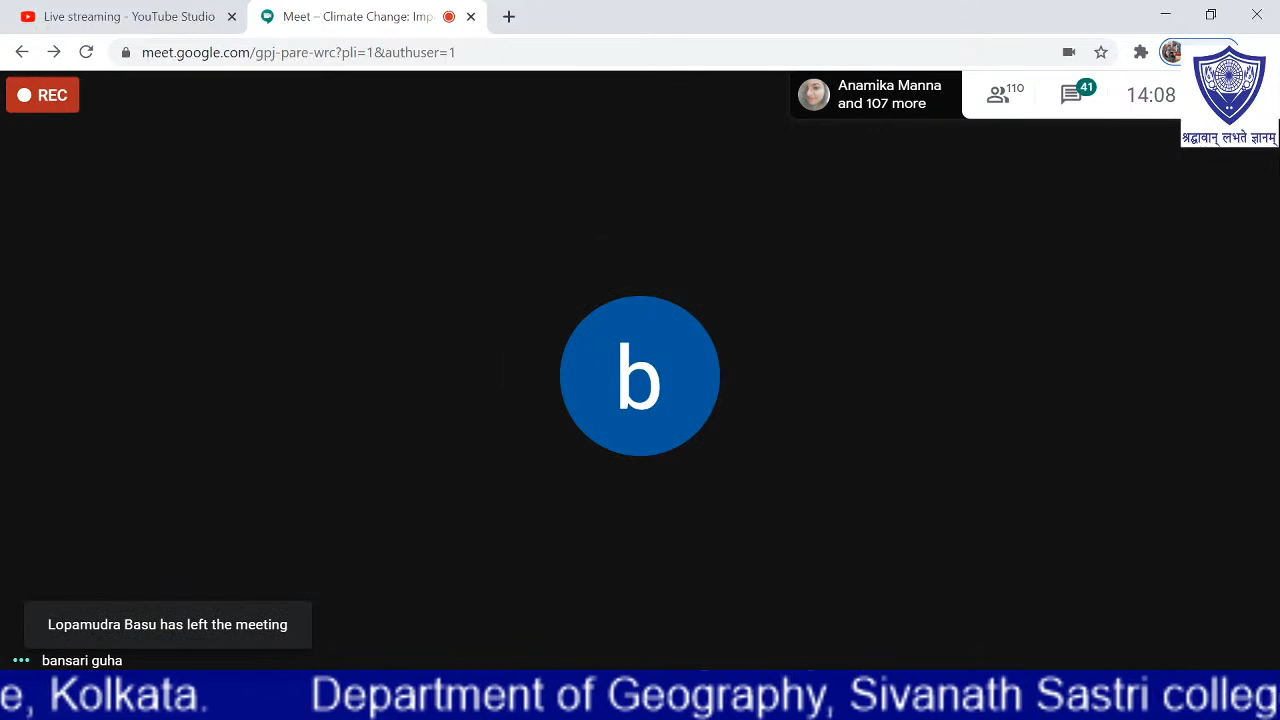 Live streaming - YouTube Studio
Meet – Climate Change: Imp
meet.google.com/gpj-pare-wrc?pli=1&authuser=1
REC
Anamika Manna
and 107 more
110
41
14:08
श्रद्धावान् लभते ज्ञानम्
b
Lopamudra Basu has left the meeting
bansari guha
e, Kolkata. Department of Geography, Sivanath Sastri colleg